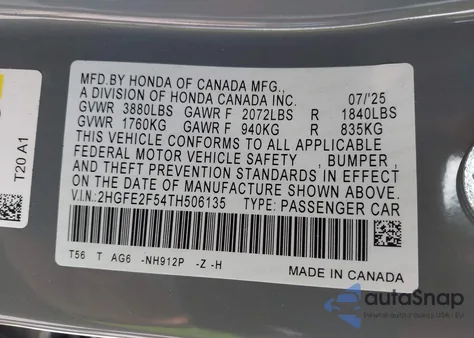 MFD.BY HONDA OF CANADA MFG.,
A DIVISION OF HONDA CANADA INC. 07/'25
GVWR 3880LBS GAWR F 2072LBS R 1840LBS
GVWR 1760KG GAWR F 940KG R 835KG
THIS VEHICLE CONFORMS TO ALL APPLICABLE
FEDERAL MOTOR VEHICLE SAFETY , BUMPER ,
AND THEFT PREVENTION STANDARDS IN EFFECT
ON THE DATE OF MANUFACTURE SHOWN ABOVE.
V.I.N.:2HGFE2F54TH506135 TYPE: PASSENGER CAR
T56 T AG6 -NH912P -Z -H
MADE IN CANADA
T20 A1
autoSnap